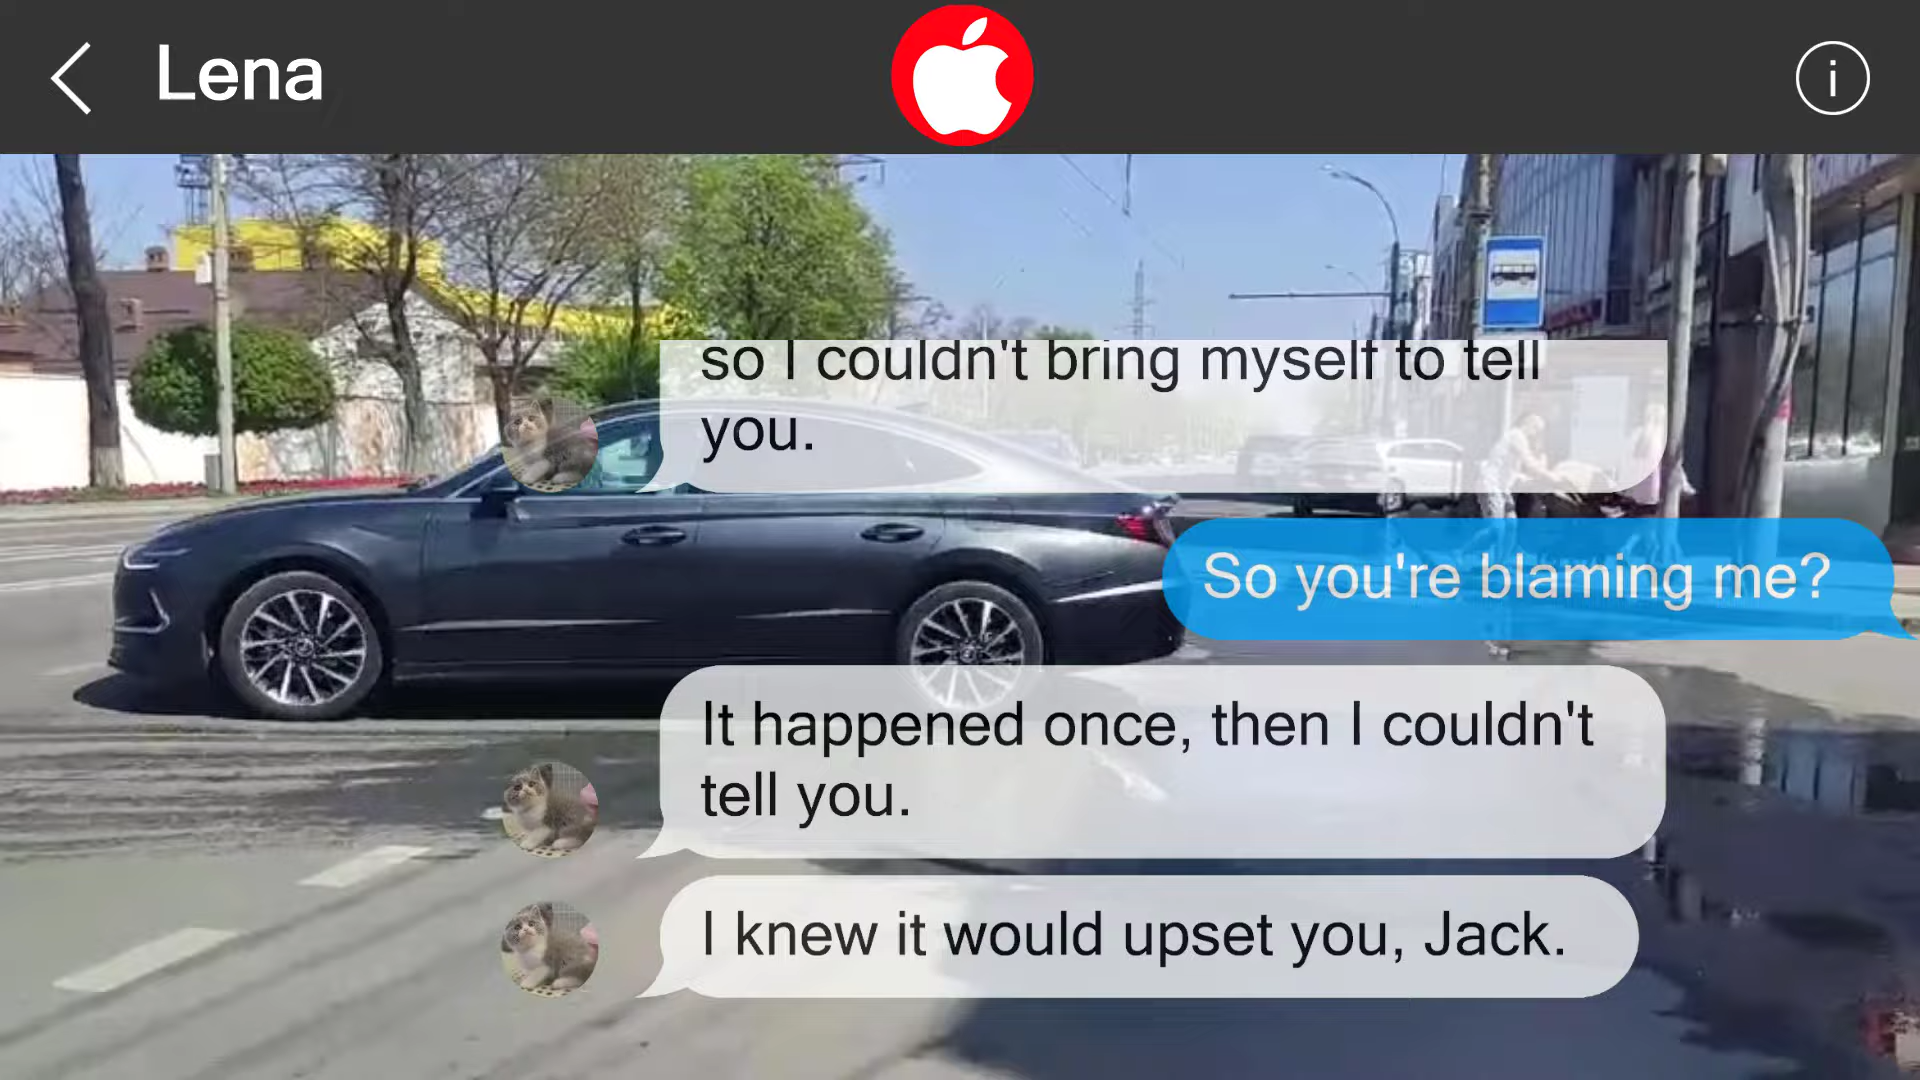 Lena
so I couldn't bring myself to tell
you.
So you're blaming me?
It happened once, then I couldn't
tell you.
I knew it would upset you, Jack.